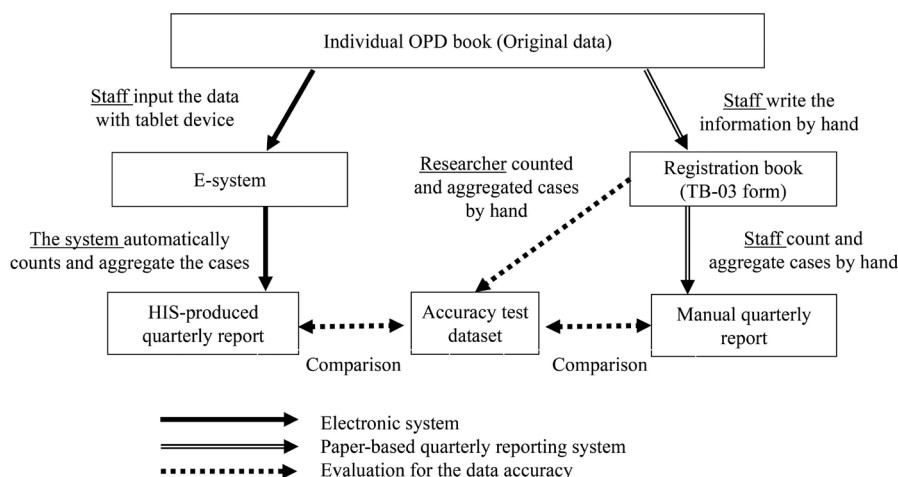 Individual OPD book (Original data)
Staff input the data
with tablet device
Staff write the
information by hand
E-system
Researcher counted
and aggregated cases
by hand
Registration book
(TB-03 form)
The system automatically
counts and aggregate the cases
Staff count and
aggregate cases by hand
HIS-produced
quarterly report
Accuracy test
dataset
Manual quarterly
report
Comparison
Comparison
Electronic system
Paper-based quarterly reporting system
Evaluation for the data accuracy